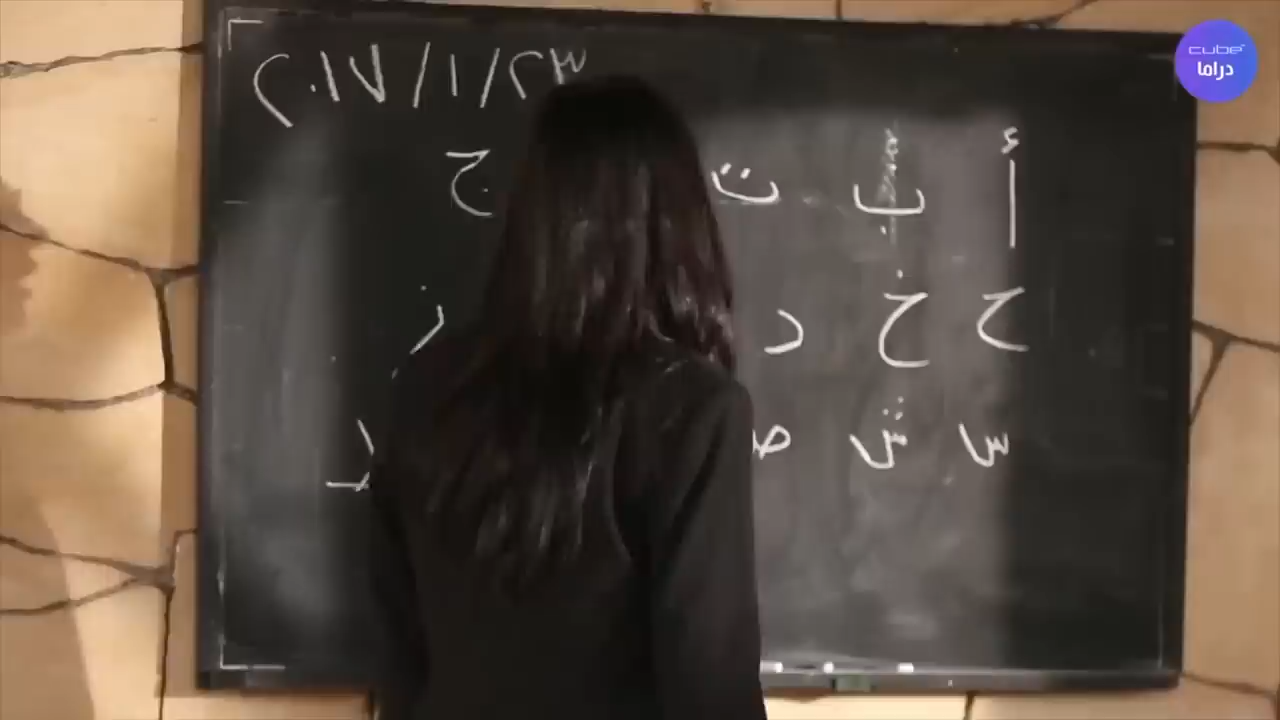 ٢٠١٧/١/٢٣
أ ب ت ج
ح خ د ز
س ش ص
cube
دراما